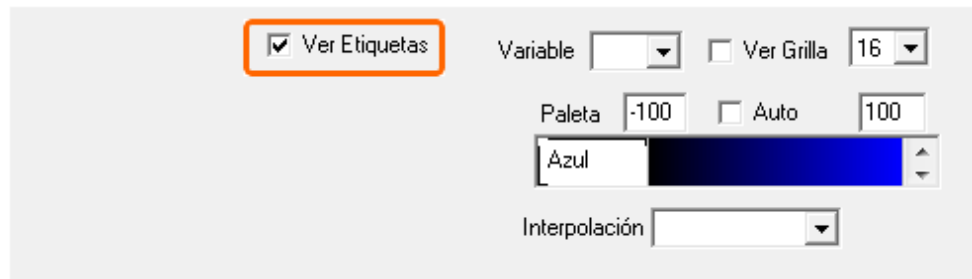 Ver Etiquetas Variable Ver Grilla 16
Paleta -100 Auto 100
Azul
Interpolación